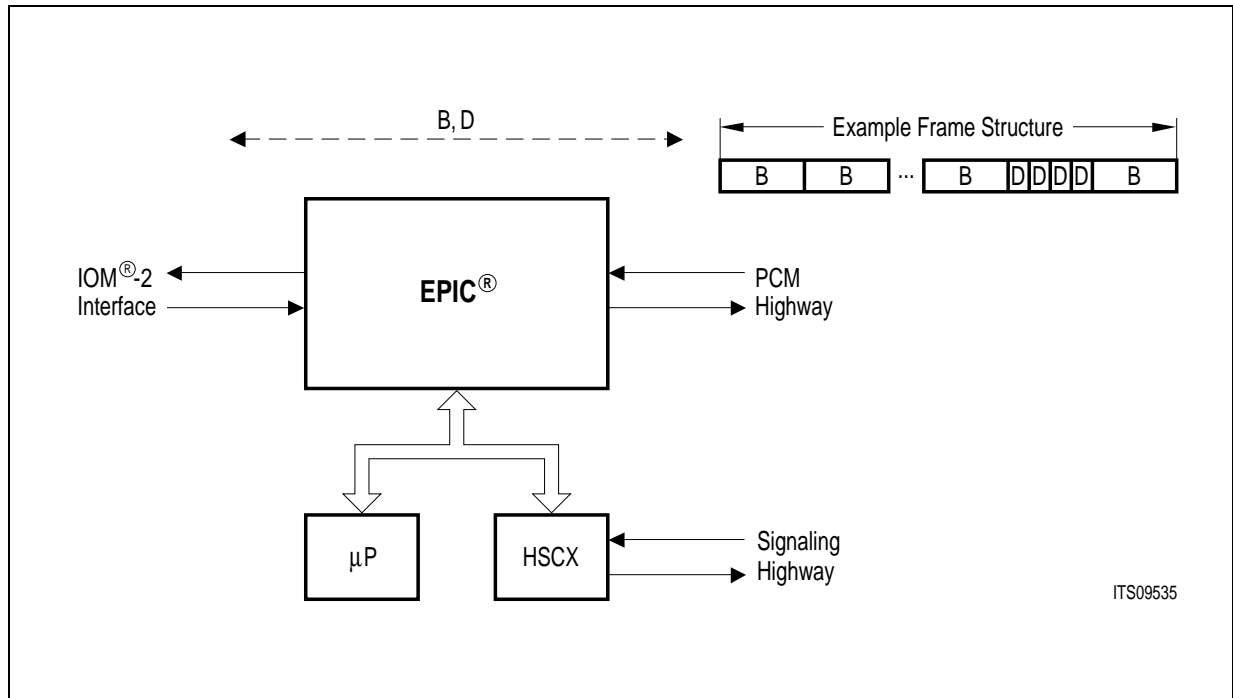 B, D
Example Frame Structure
B B ... B D D D D B
IOM®-2
Interface
EPIC®
PCM
Highway
μP
HSCX
Signaling
Highway
ITS09535